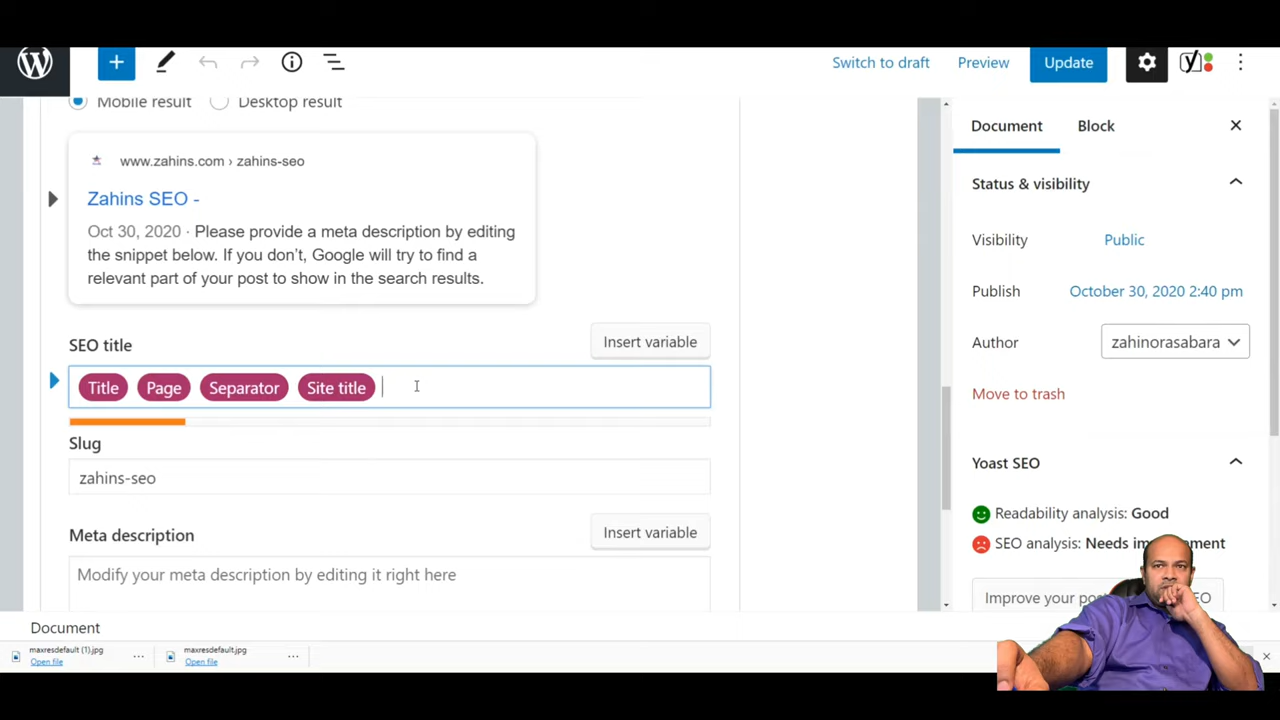 Switch to draft
Preview
Update
Mobile result
Desktop result
www.zahins.com › zahins-seo
Zahins SEO -
Oct 30, 2020 · Please provide a meta description by editing
the snippet below. If you don’t, Google will try to find a
relevant part of your post to show in the search results.
SEO title
Insert variable
Title Page Separator Site title
Slug
zahins-seo
Meta description
Insert variable
Modify your meta description by editing it right here
Document
Block
Status & visibility
Visibility
Public
Publish
October 30, 2020 2:40 pm
Author
zahinorasabara
Move to trash
Yoast SEO
Readability analysis: Good
SEO analysis: Needs
Improve your
Document
maxresdefault (1).jpg
Open file
maxresdefault.jpg
Open file